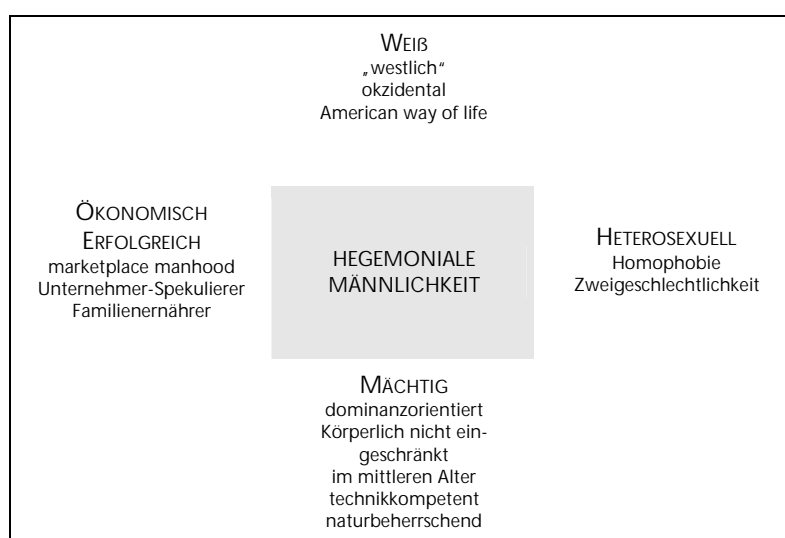 WEIß
„westlich“
okzidental
American way of life
ÖKONOMISCH
ERFOLGREICH
marketplace manhood
Unternehmer-Spekulierer
Familienernährer
HEGEMONIALE
MÄNNLICHKEIT
HETEROSEXUELL
Homophobie
Zweigeschlechtlichkeit
MÄCHTIG
dominanzorientiert
Körperlich nicht ein-
geschränkt
im mittleren Alter
technikkompetent
naturbeherrschend